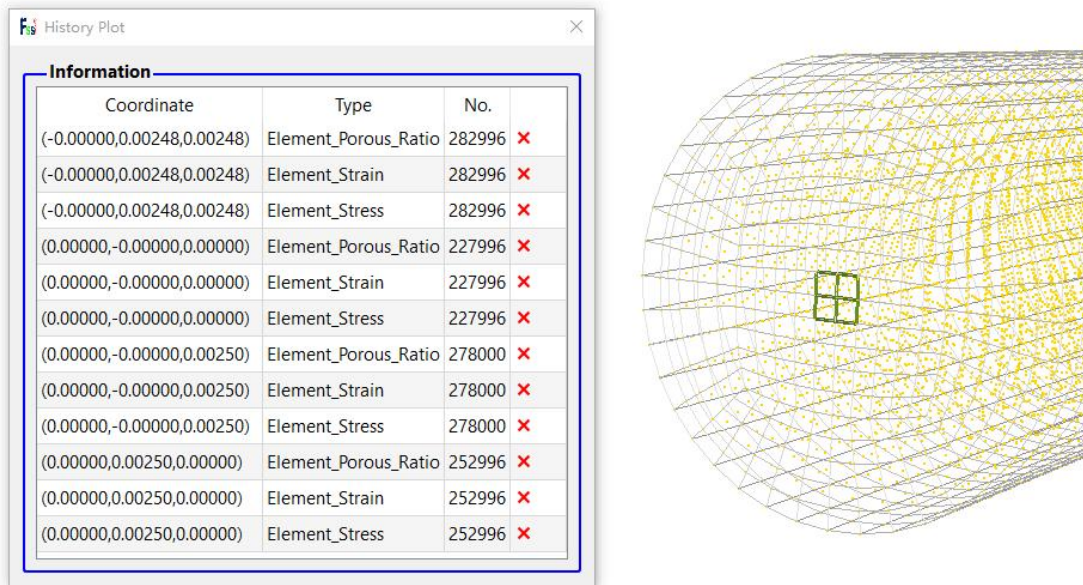 History Plot
Information
Coordinate Type No.
(-0.00000,0.00248,0.00248) Element_Porous_Ratio 282996
(-0.00000,0.00248,0.00248) Element_Strain 282996
(-0.00000,0.00248,0.00248) Element_Stress 282996
(0.00000,-0.00000,0.00000) Element_Porous_Ratio 227996
(0.00000,-0.00000,0.00000) Element_Strain 227996
(0.00000,-0.00000,0.00000) Element_Stress 227996
(0.00000,-0.00000,0.00250) Element_Porous_Ratio 278000
(0.00000,-0.00000,0.00250) Element_Strain 278000
(0.00000,-0.00000,0.00250) Element_Stress 278000
(0.00000,0.00250,0.00000) Element_Porous_Ratio 252996
(0.00000,0.00250,0.00000) Element_Strain 252996
(0.00000,0.00250,0.00000) Element_Stress 252996